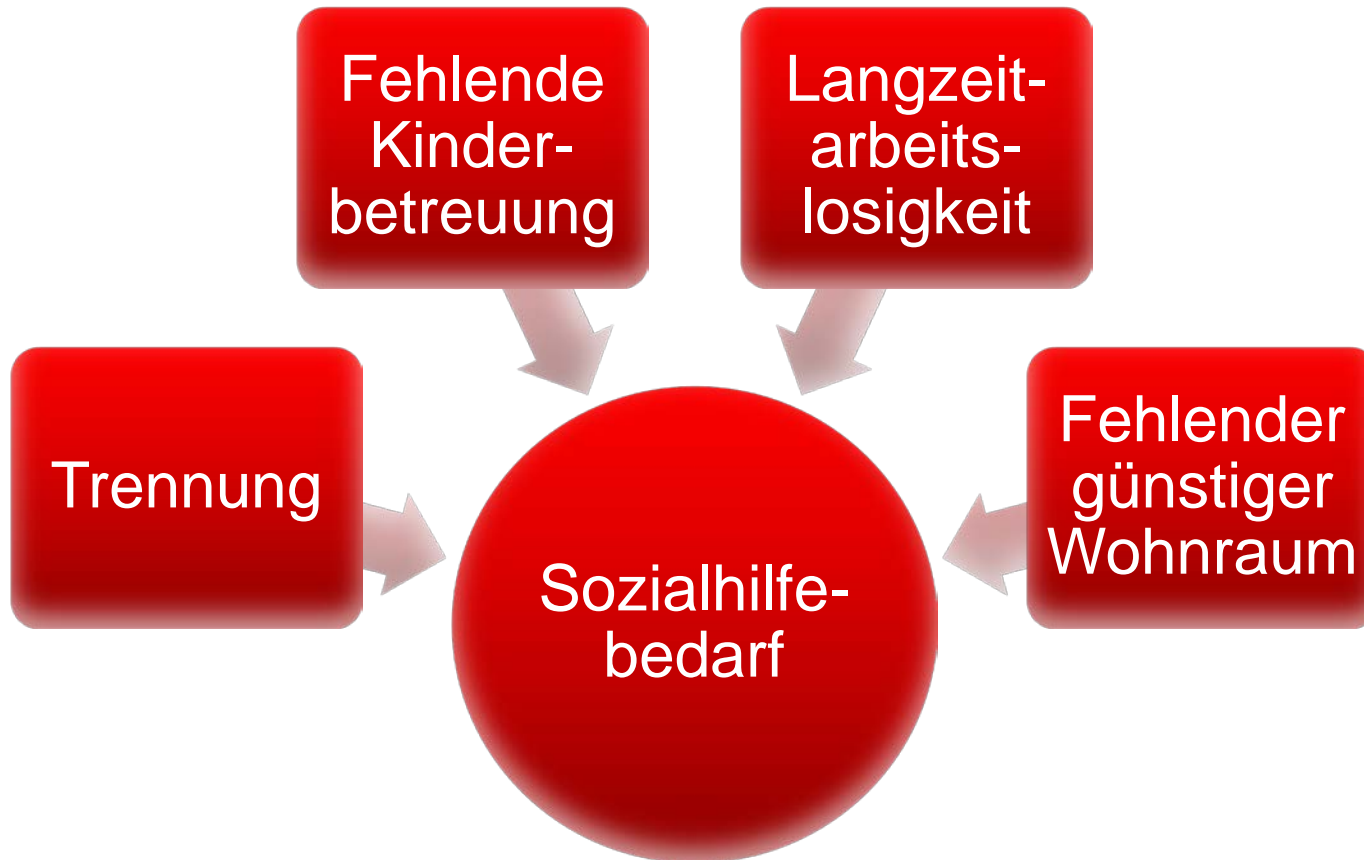 Fehlende
Kinder-
betreuung
Langzeit-
arbeits-
losigkeit
Trennung
Fehlender
günstiger
Wohnraum
Sozialhilfe-
bedarf